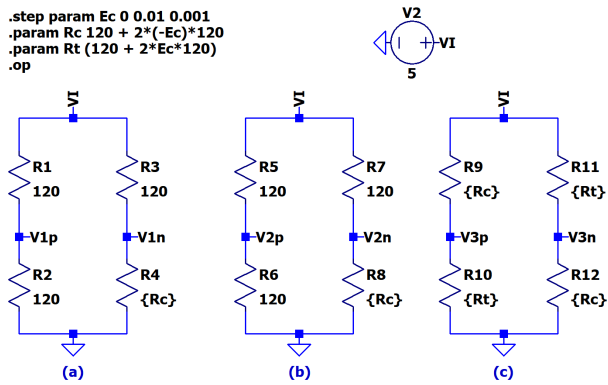 .step param Ec 0 0.01 0.001
.param Rc 120 + 2*(-Ec)*120
.param Rt (120 + 2*Ec*120)
.op
V2
VI
5
VI
VI
VI
R1
120
R3
120
R5
120
R7
120
R9
{Rc}
R11
{Rt}
V1p
V1n
V2p
V2n
V3p
V3n
R2
120
R4
{Rc}
R6
120
R8
{Rc}
R10
{Rt}
R12
{Rc}
(a)
(b)
(c)